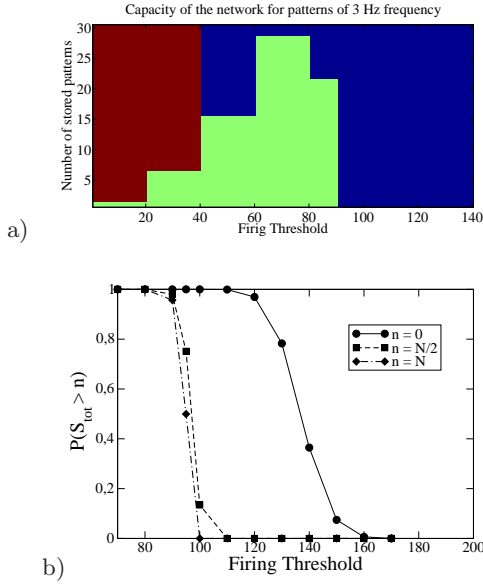 Capacity of the network for patterns of 3 Hz frequency
Number of stored patterns
30
25
20
15
10
5
20 40 60 80 100 120 140
Firig Threshold
a)
P(S_tot > n)
1
0,8
0,6
0,4
0,2
0
n = 0
n = N/2
n = N
80 100 120 140 160 180 200
Firing Threshold
b)